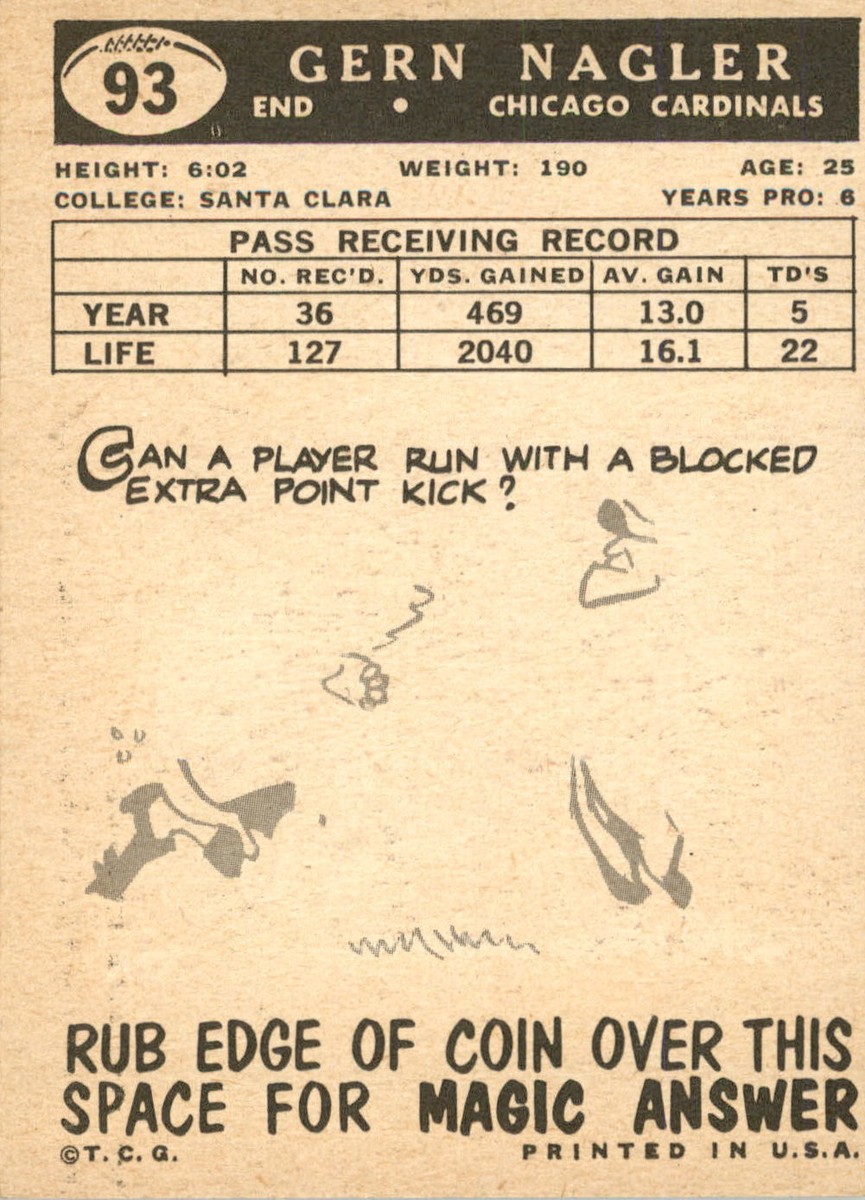 93
GERN NAGLER
END • CHICAGO CARDINALS
HEIGHT: 6:02 WEIGHT: 190 AGE: 25
COLLEGE: SANTA CLARA YEARS PRO: 6
PASS RECEIVING RECORD
NO. REC'D. YDS. GAINED AV. GAIN TD'S
YEAR 36 469 13.0 5
LIFE 127 2040 16.1 22
CAN A PLAYER RUN WITH A BLOCKED
EXTRA POINT KICK?
RUB EDGE OF COIN OVER THIS
SPACE FOR MAGIC ANSWER
©T.C.G. PRINTED IN U.S.A.